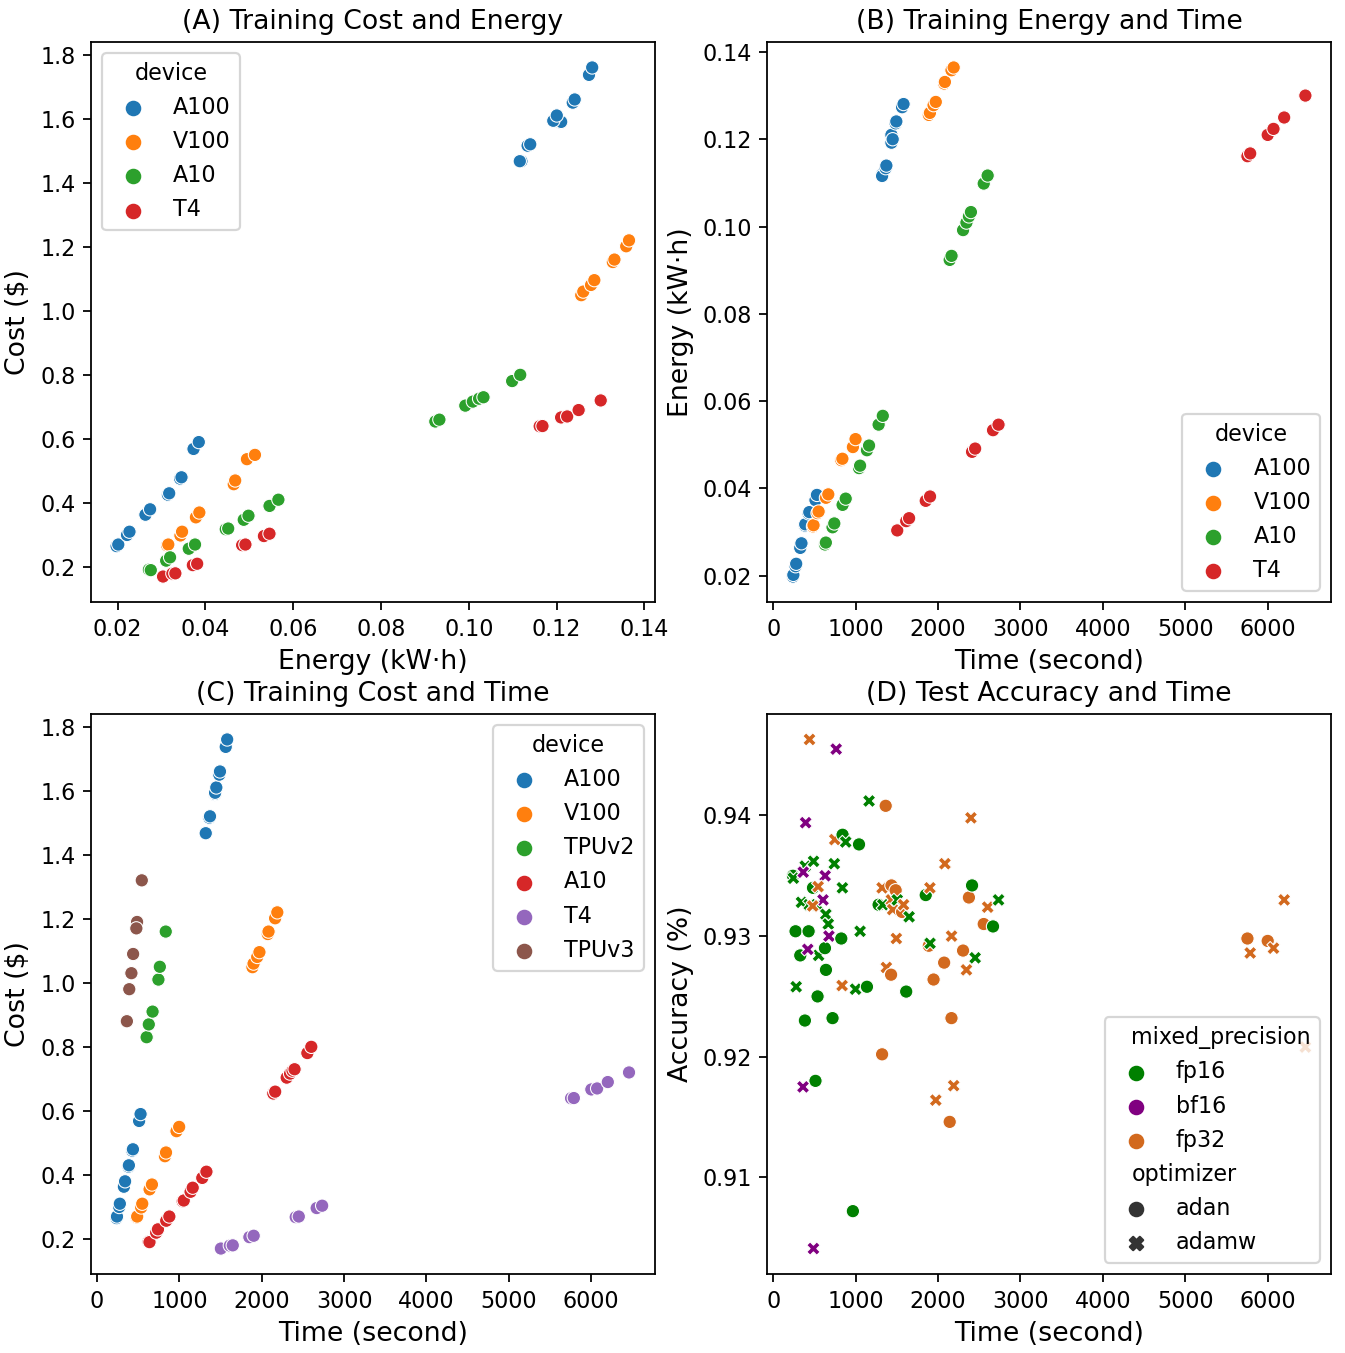 (A) Training Cost and Energy
Cost ($)
1.8
1.6
1.4
1.2
1.0
0.8
0.6
0.4
0.2
device
A100
V100
A10
T4
0.02 0.04 0.06 0.08 0.10 0.12 0.14
Energy (kW·h)
(B) Training Energy and Time
Energy (kW·h)
0.14
0.12
0.10
0.08
0.06
0.04
0.02
device
A100
V100
A10
T4
0 1000 2000 3000 4000 5000 6000
Time (second)
(C) Training Cost and Time
Cost ($)
1.8
1.6
1.4
1.2
1.0
0.8
0.6
0.4
0.2
device
A100
V100
TPUv2
A10
T4
TPUv3
0 1000 2000 3000 4000 5000 6000
Time (second)
(D) Test Accuracy and Time
Accuracy (%)
0.94
0.93
0.92
0.91
mixed_precision
fp16
bf16
fp32
optimizer
adan
adamw
0 1000 2000 3000 4000 5000 6000
Time (second)